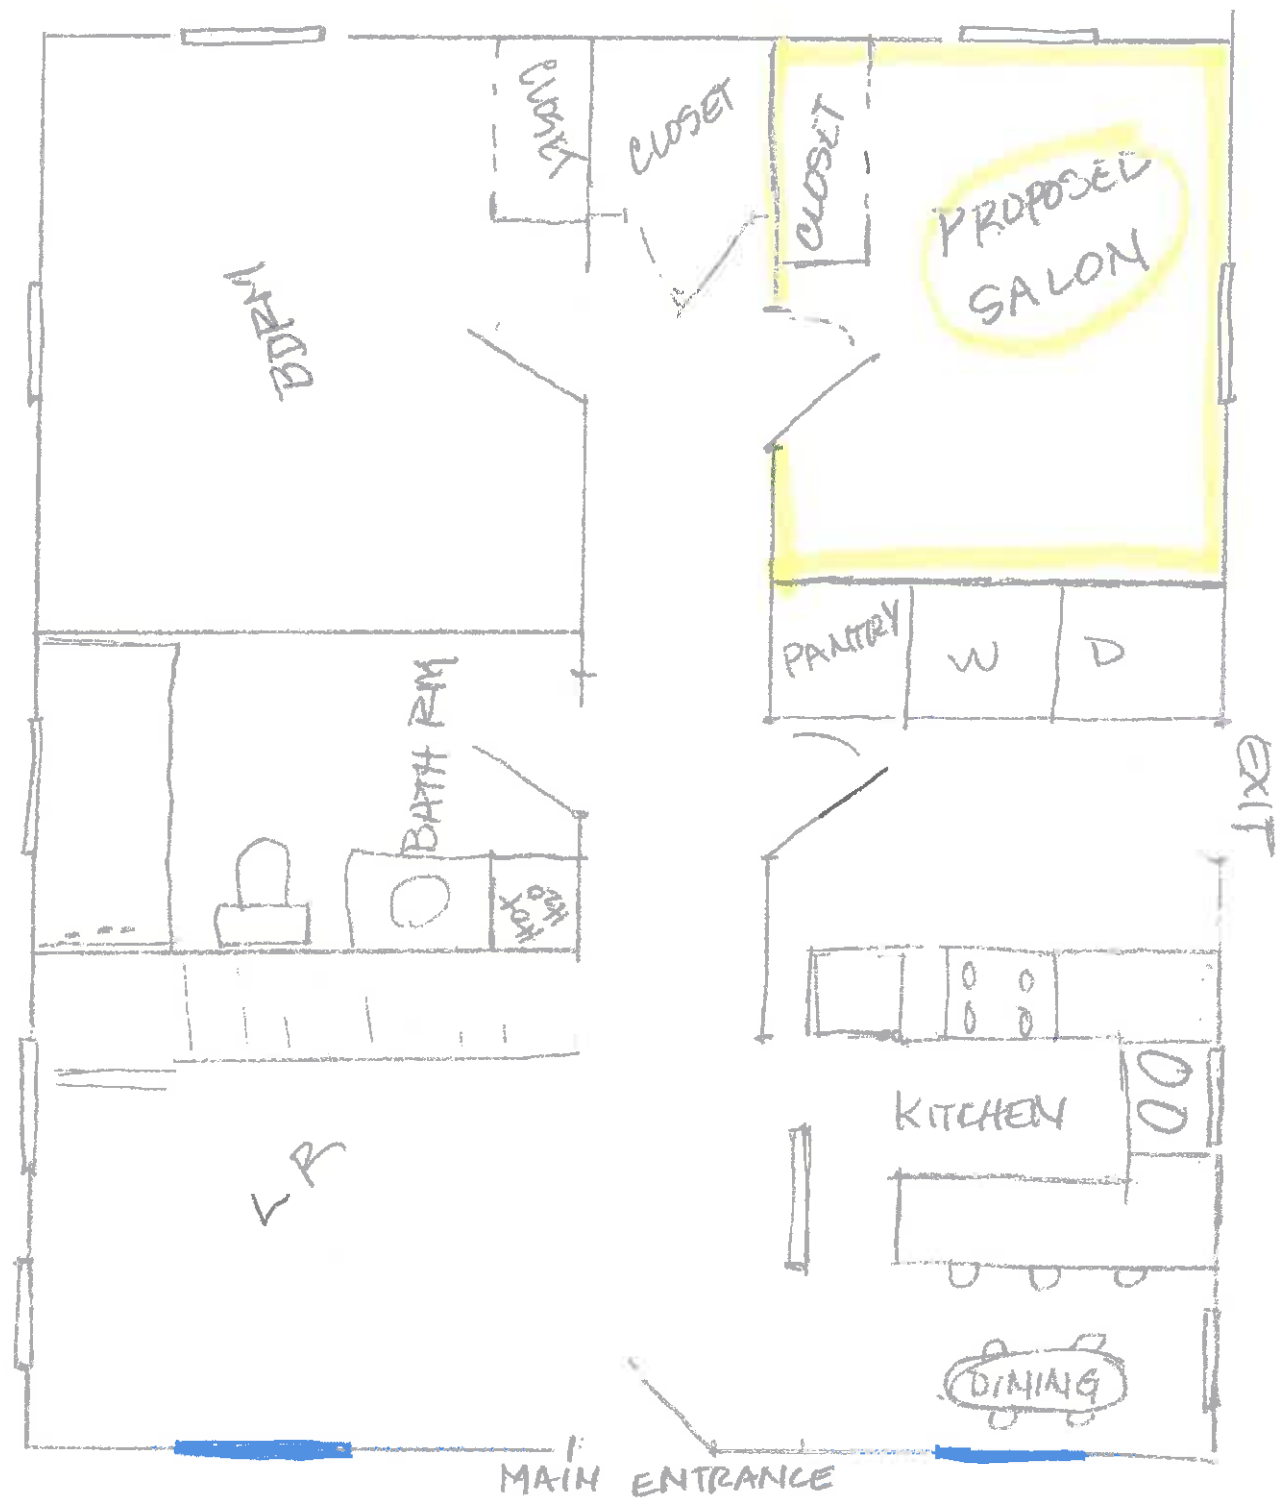 CLOSET
CLOSET
CLOSET
PROPOSED
SALON
BDRM
PANTRY
W
D
BATH RM
EXIT
HOT
H2O
KITCHEN
LR
DINING
MAIN ENTRANCE